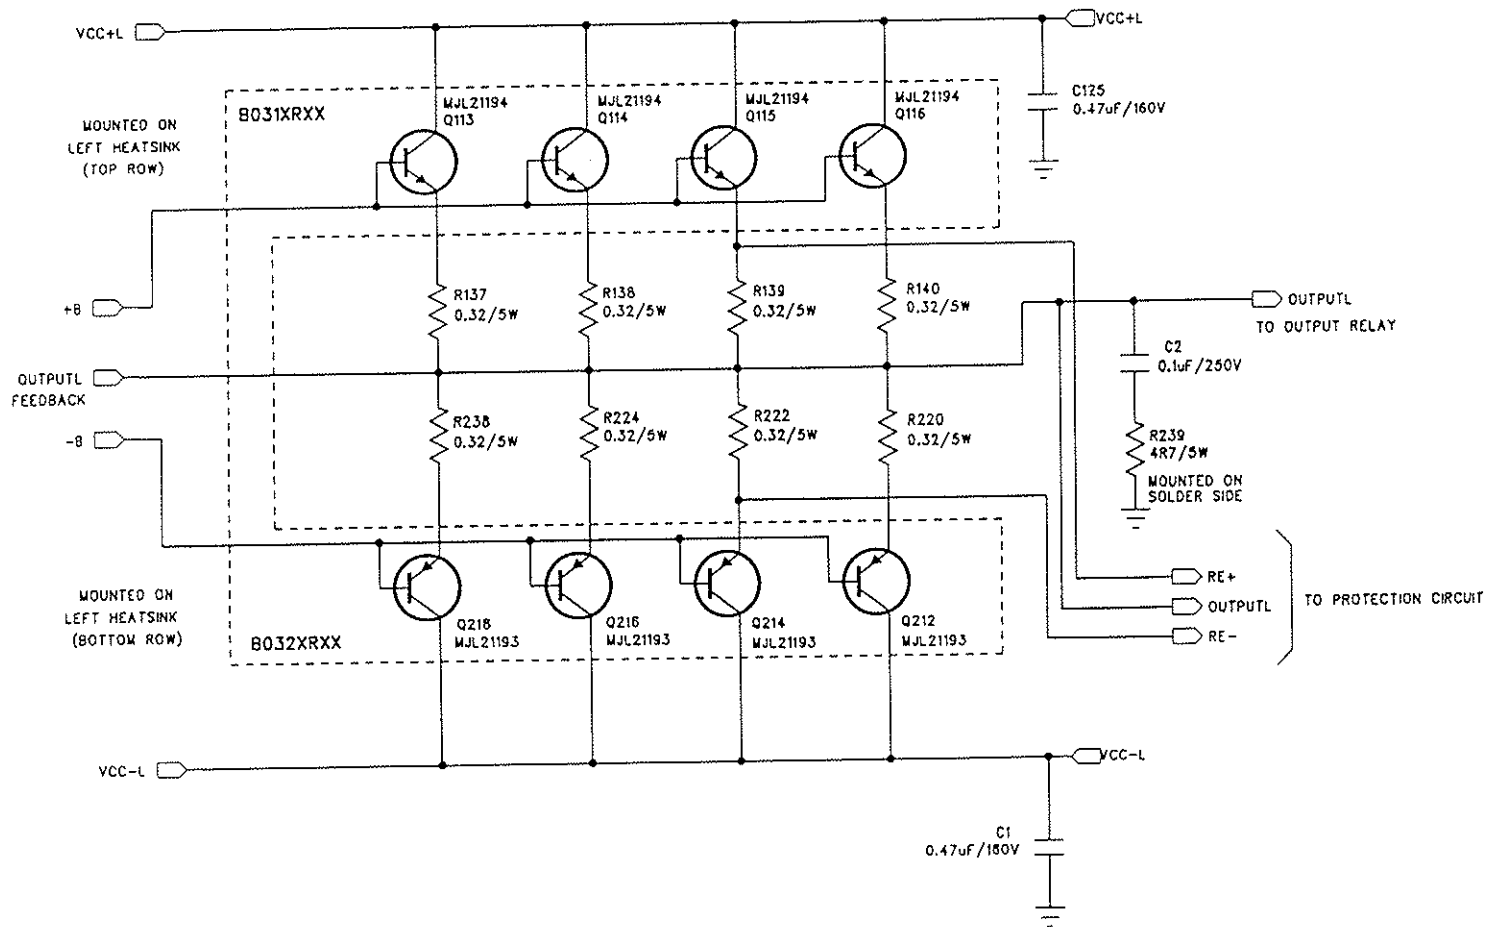 VCC+L
VCC+L
C125
0.47uF/160V
B031XRXX
MJL21194
Q113
MJL21194
Q114
MJL21194
Q115
MJL21194
Q116
MOUNTED ON
LEFT HEATSINK
(TOP ROW)
+B
R137
0.32/5W
R138
0.32/5W
R139
0.32/5W
R140
0.32/5W
OUTPUTL
TO OUTPUT RELAY
C2
0.1uF/250V
OUTPUTL
FEEDBACK
-B
R238
0.32/5W
R224
0.32/5W
R222
0.32/5W
R220
0.32/5W
R239
4R7/5W
MOUNTED ON
SOLDER SIDE
RE+
OUTPUTL
RE-
TO PROTECTION CIRCUIT
MOUNTED ON
LEFT HEATSINK
(BOTTOM ROW)
B032XRXX
Q218
MJL21193
Q216
MJL21193
Q214
MJL21193
Q212
MJL21193
VCC-L
VCC-L
C1
0.47uF/160V